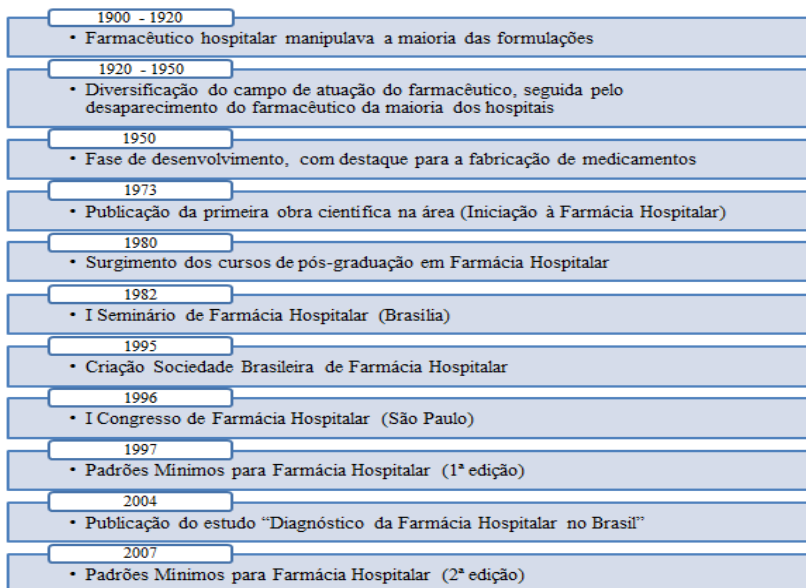 1900 - 1920
• Farmacêutico hospitalar manipulava a maioria das formulações
1920 - 1950
• Diversificação do campo de atuação do farmacêutico, seguida pelo
desaparecimento do farmacêutico da maioria dos hospitais
1950
• Fase de desenvolvimento, com destaque para a fabricação de medicamentos
1973
• Publicação da primeira obra científica na área (Iniciação à Farmácia Hospitalar)
1980
• Surgimento dos cursos de pós-graduação em Farmácia Hospitalar
1982
• I Seminário de Farmácia Hospitalar (Brasília)
1995
• Criação Sociedade Brasileira de Farmácia Hospitalar
1996
• I Congresso de Farmácia Hospitalar (São Paulo)
1997
• Padrões Mínimos para Farmácia Hospitalar (1ª edição)
2004
• Publicação do estudo “Diagnóstico da Farmácia Hospitalar no Brasil”
2007
• Padrões Mínimos para Farmácia Hospitalar (2ª edição)